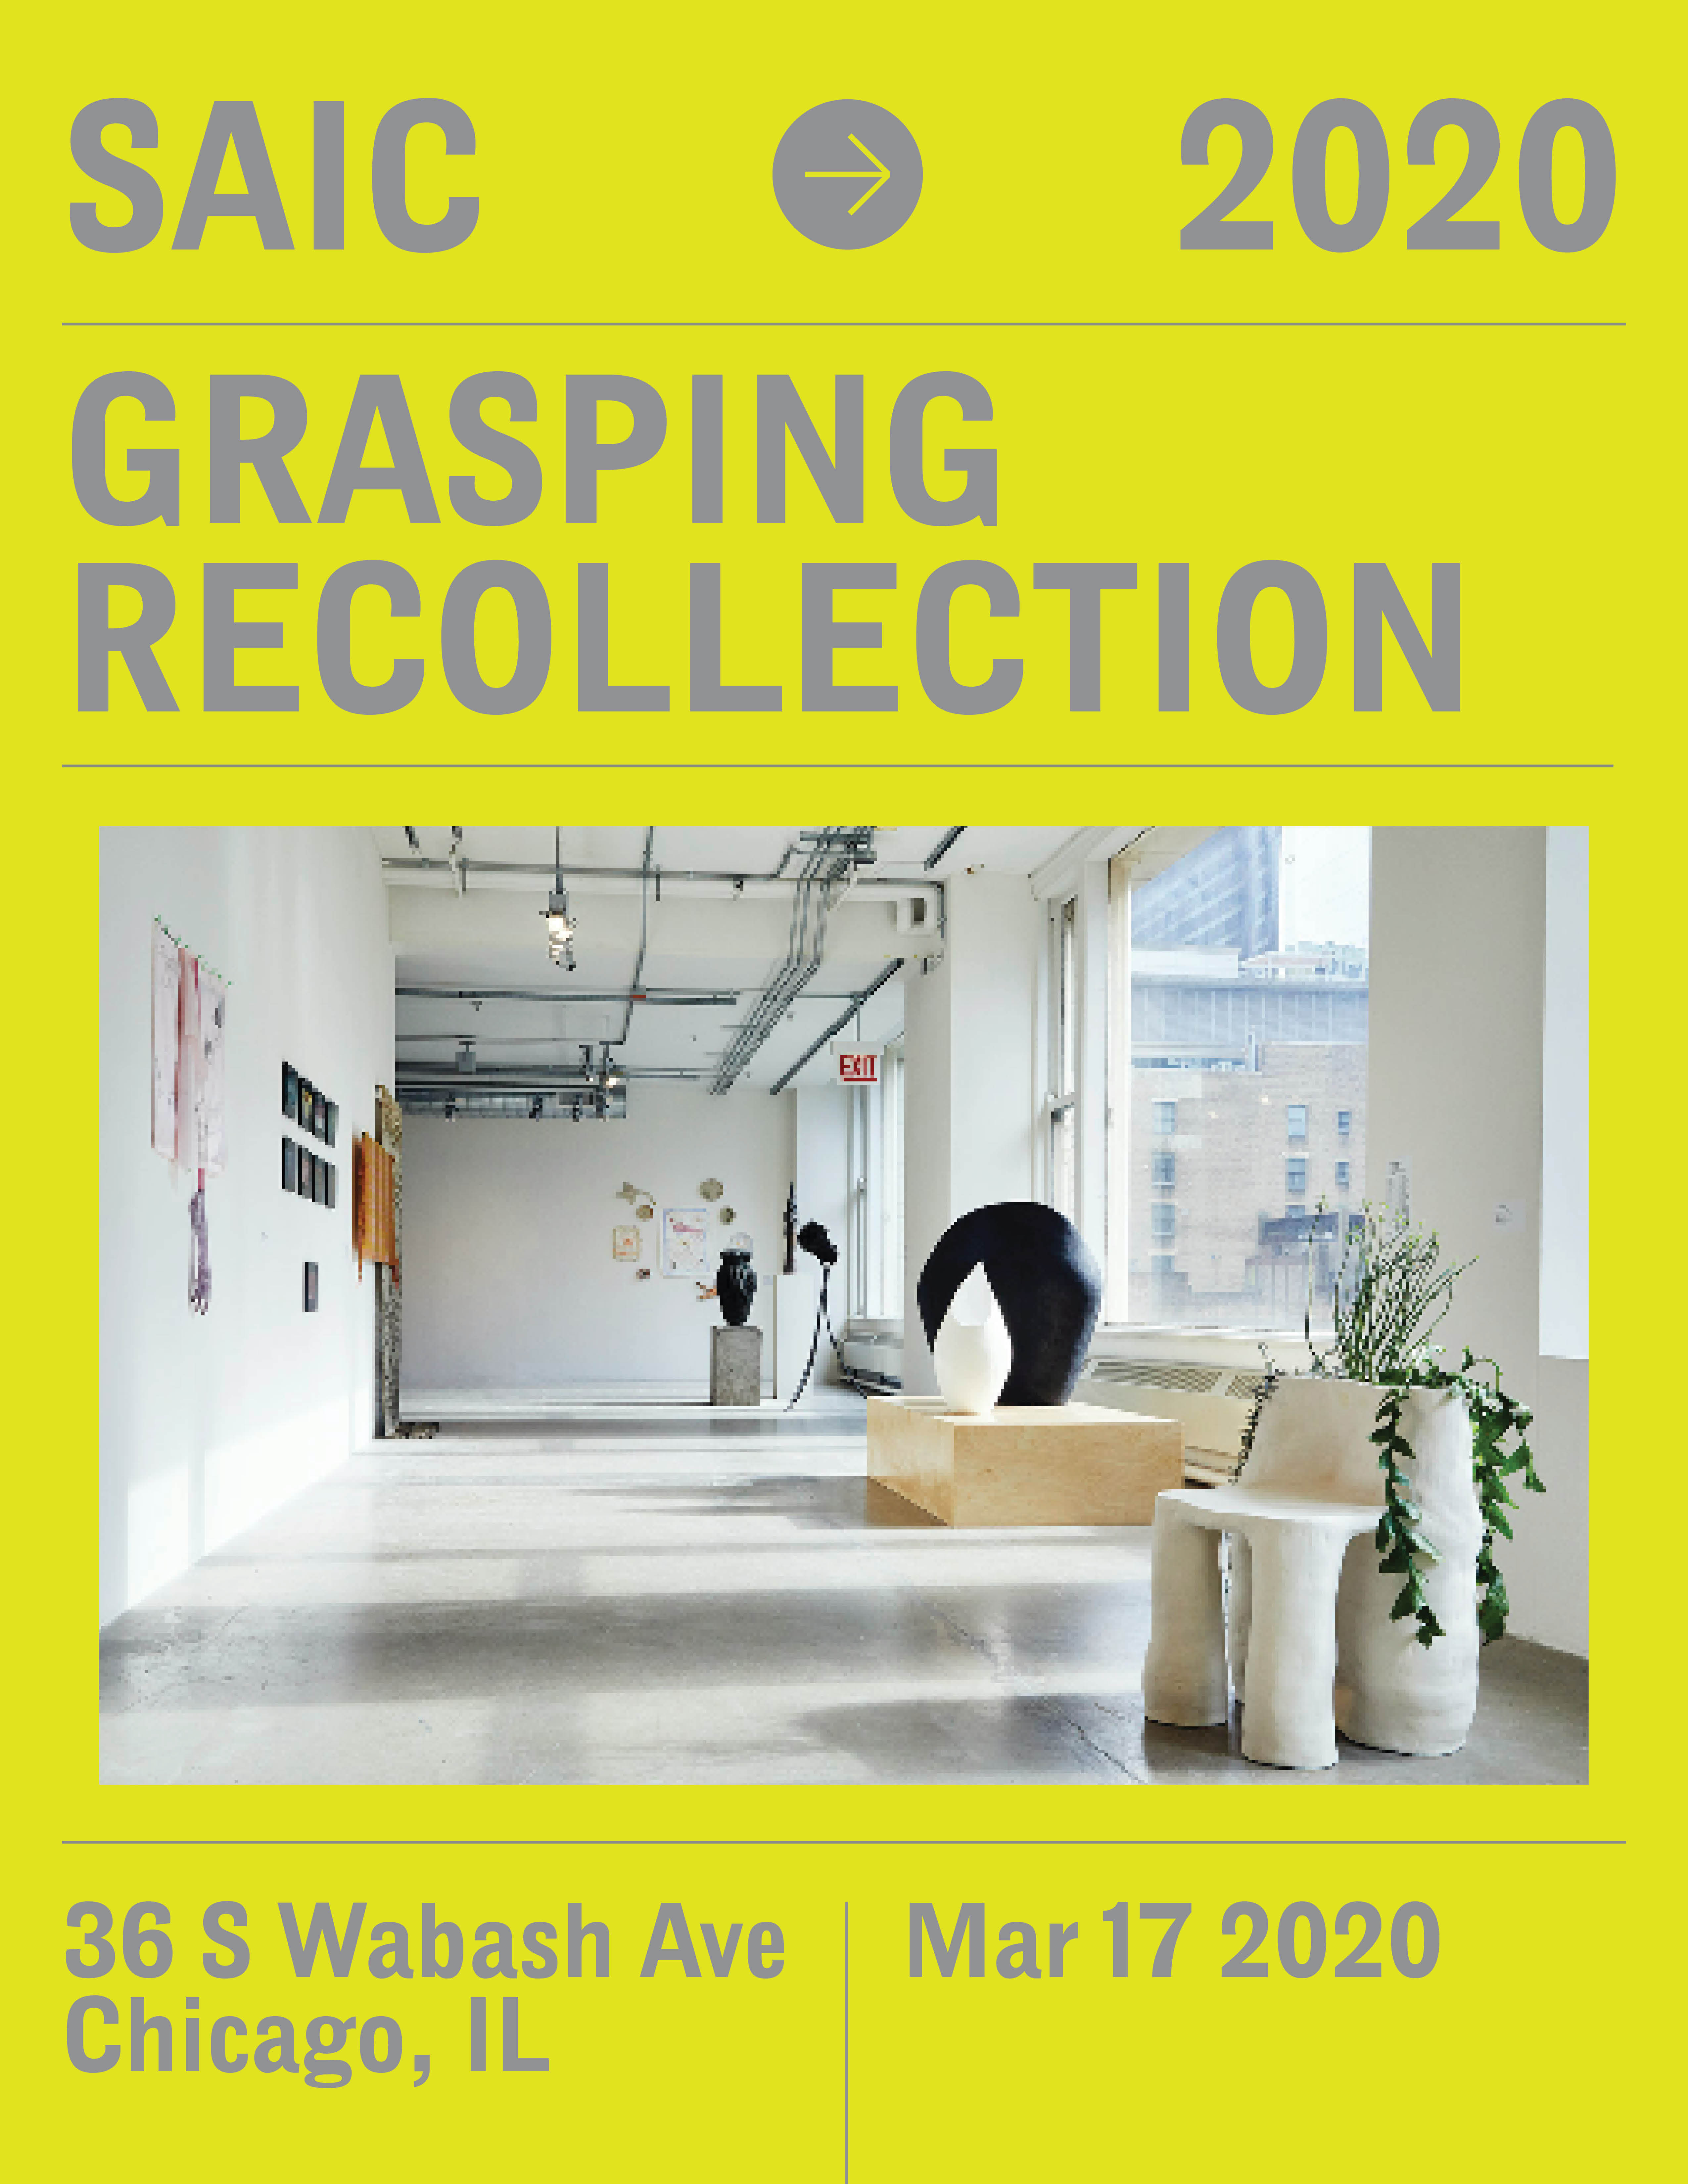 SAIC 2020
GRASPING
RECOLLECTION
EXIT
36 S Wabash Ave
Chicago, IL
Mar 17 2020